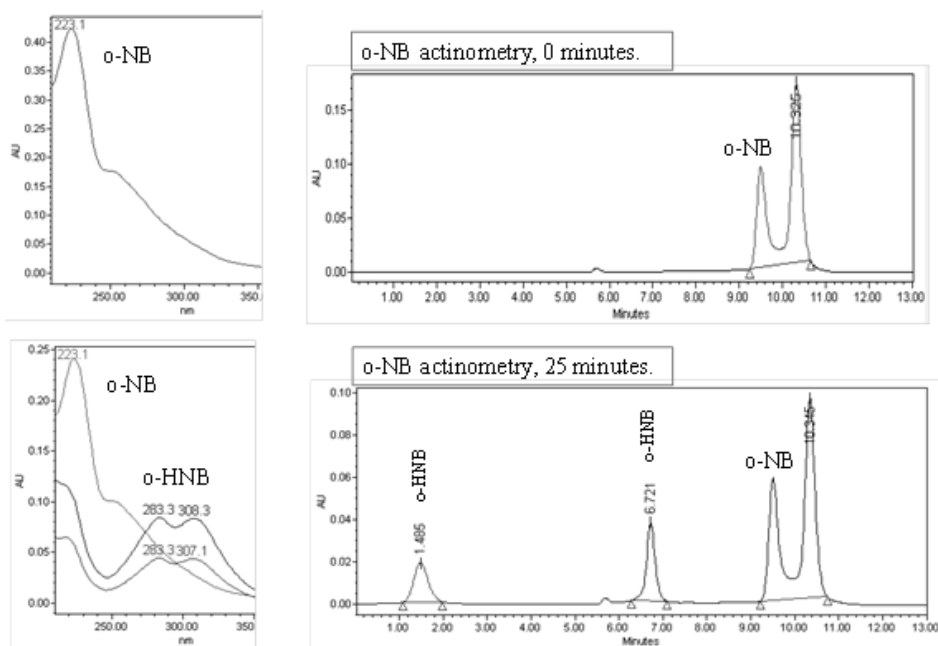 223.1
o-NB
0.40
0.35
0.30
0.25
0.20
0.15
0.10
0.05
0.00
AU
250.00 300.00 350
nm
o-NB actinometry, 0 minutes.
o-NB
10.325
0.15
0.10
0.05
0.00
AU
1.00 2.00 3.00 4.00 5.00 6.00 7.00 8.00 9.00 10.00 11.00 12.00 13.00
Minutes
0.25
223.1
o-NB
0.20
0.15
o-HNB
0.10
283.3 308.3
0.05
283.3 307.1
0.00
AU
250.00 300.00 350
nm
o-NB actinometry, 25 minutes.
0.10
0.08
0.06
0.04
0.02
0.00
AU
1.485
o-HNB
6.721
o-HNB
o-NB
10.345
1.00 2.00 3.00 4.00 5.00 6.00 7.00 8.00 9.00 10.00 11.00 12.00 13.00
Minutes